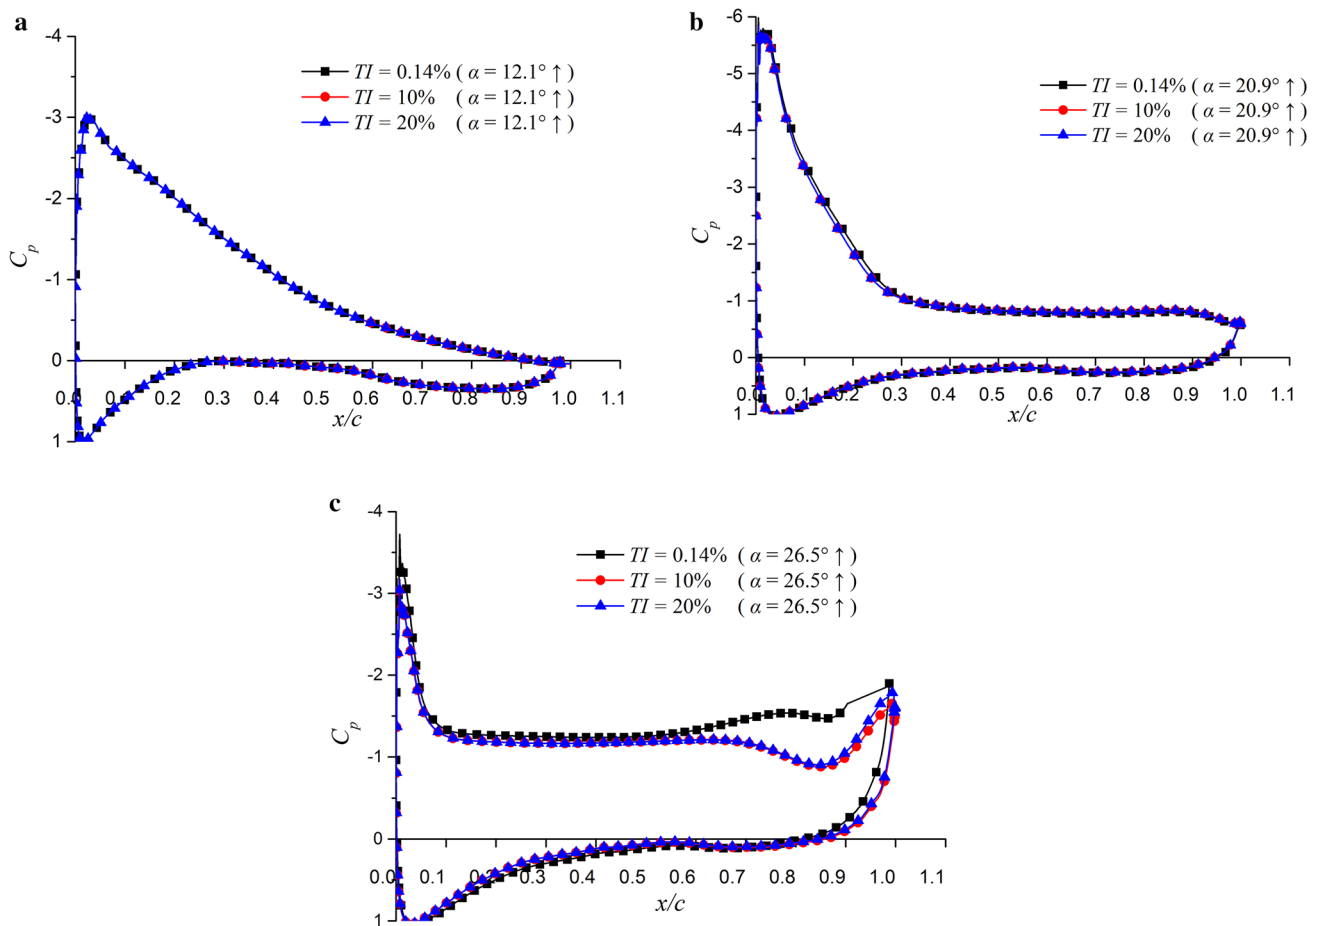 a
-4
-3
-2
-1
0
1
C_p
TI = 0.14% ( α = 12.1° ↑ )
TI = 10% ( α = 12.1° ↑ )
TI = 20% ( α = 12.1° ↑ )
0.0 0.1 0.2 0.3 0.4 0.5 0.6 0.7 0.8 0.9 1.0 1.1
x/c
b
-6
-5
-4
-3
-2
-1
0
1
C_p
TI = 0.14% ( α = 20.9° ↑ )
TI = 10% ( α = 20.9° ↑ )
TI = 20% ( α = 20.9° ↑ )
0.0 0.1 0.2 0.3 0.4 0.5 0.6 0.7 0.8 0.9 1.0 1.1
x/c
c
-4
-3
-2
-1
0
1
C_p
TI = 0.14% ( α = 26.5° ↑ )
TI = 10% ( α = 26.5° ↑ )
TI = 20% ( α = 26.5° ↑ )
0.0 0.1 0.2 0.3 0.4 0.5 0.6 0.7 0.8 0.9 1.0 1.1
x/c